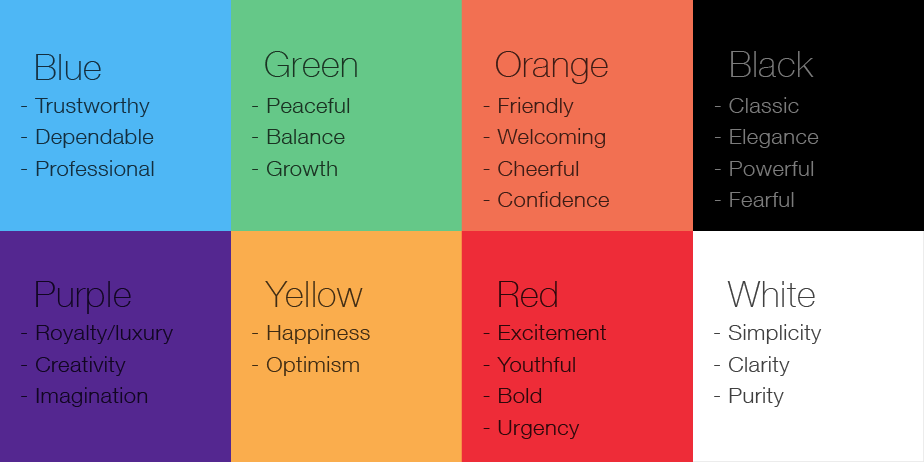 Blue
- Trustworthy
- Dependable
- Professional
Green
- Peaceful
- Balance
- Growth
Orange
- Friendly
- Welcoming
- Cheerful
- Confidence
Black
- Classic
- Elegance
- Powerful
- Fearful
Purple
- Royalty/luxury
- Creativity
- Imagination
Yellow
- Happiness
- Optimism
Red
- Excitement
- Youthful
- Bold
- Urgency
White
- Simplicity
- Clarity
- Purity